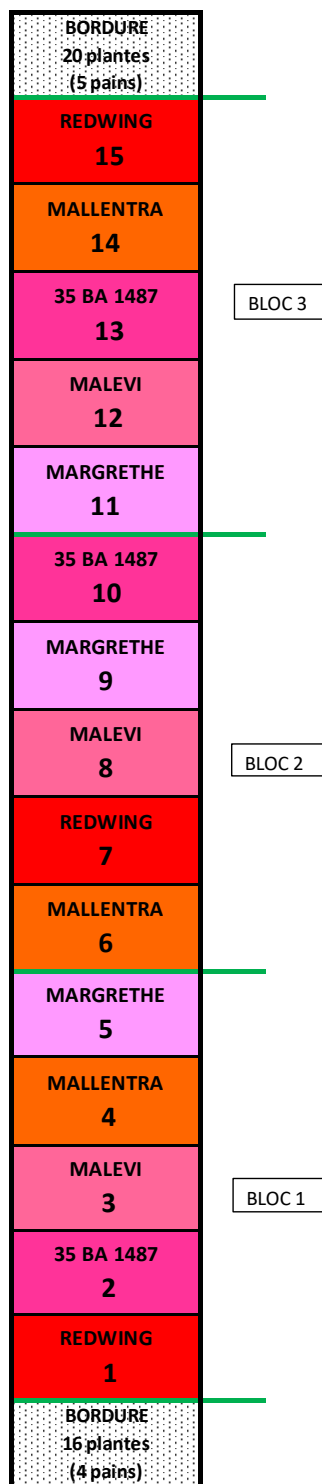 BORDURE
20 plantes
(5 pains)
REDWING
15
MALLENTRA
14
35 BA 1487
13
BLOC 3
MALEVI
12
MARGRETHE
11
35 BA 1487
10
MARGRETHE
9
MALEVI
8
BLOC 2
REDWING
7
MALLENTRA
6
MARGRETHE
5
MALLENTRA
4
MALEVI
3
BLOC 1
35 BA 1487
2
REDWING
1
BORDURE
16 plantes
(4 pains)